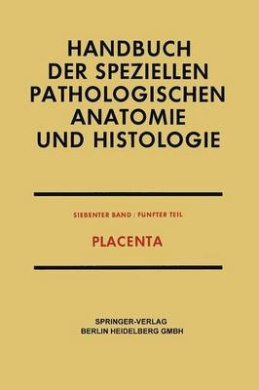 HANDBUCH
DER SPEZIELLEN
PATHOLOGISCHEN
ANATOMIE
UND HISTOLOGIE
SIEBENTER BAND / FÜNFTER TEIL
PLACENTA
SPRINGER-VERLAG
BERLIN HEIDELBERG GMBH